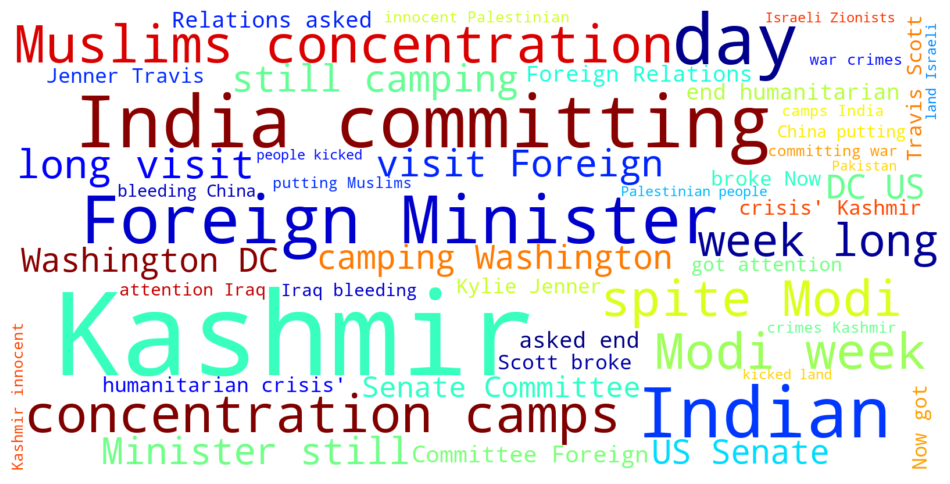 Relations asked
innocent Palestinian
Israeli Zionists
Muslims concentration
day
war crimes
Travis Scott
land Israeli
Jenner Travis
still camping
Foreign Relations
end humanitarian
India committing
camps India
China putting
committing war
long visit
people kicked
visit Foreign
Pakistan
broke Now
DC US
bleeding China
putting Muslims
Palestinian people
Foreign Minister
crisis' Kashmir
week long
Washington DC
camping Washington
got attention
Kashmir
attention Iraq
Iraq bleeding
Kylie Jenner
spite Modi
crimes Kashmir
asked end
Modi week
Scott broke
kicked land
Kashmir innocent
humanitarian crisis'
Senate Committee
concentration camps
Indian
Now got
Minister still
Committee Foreign
US Senate